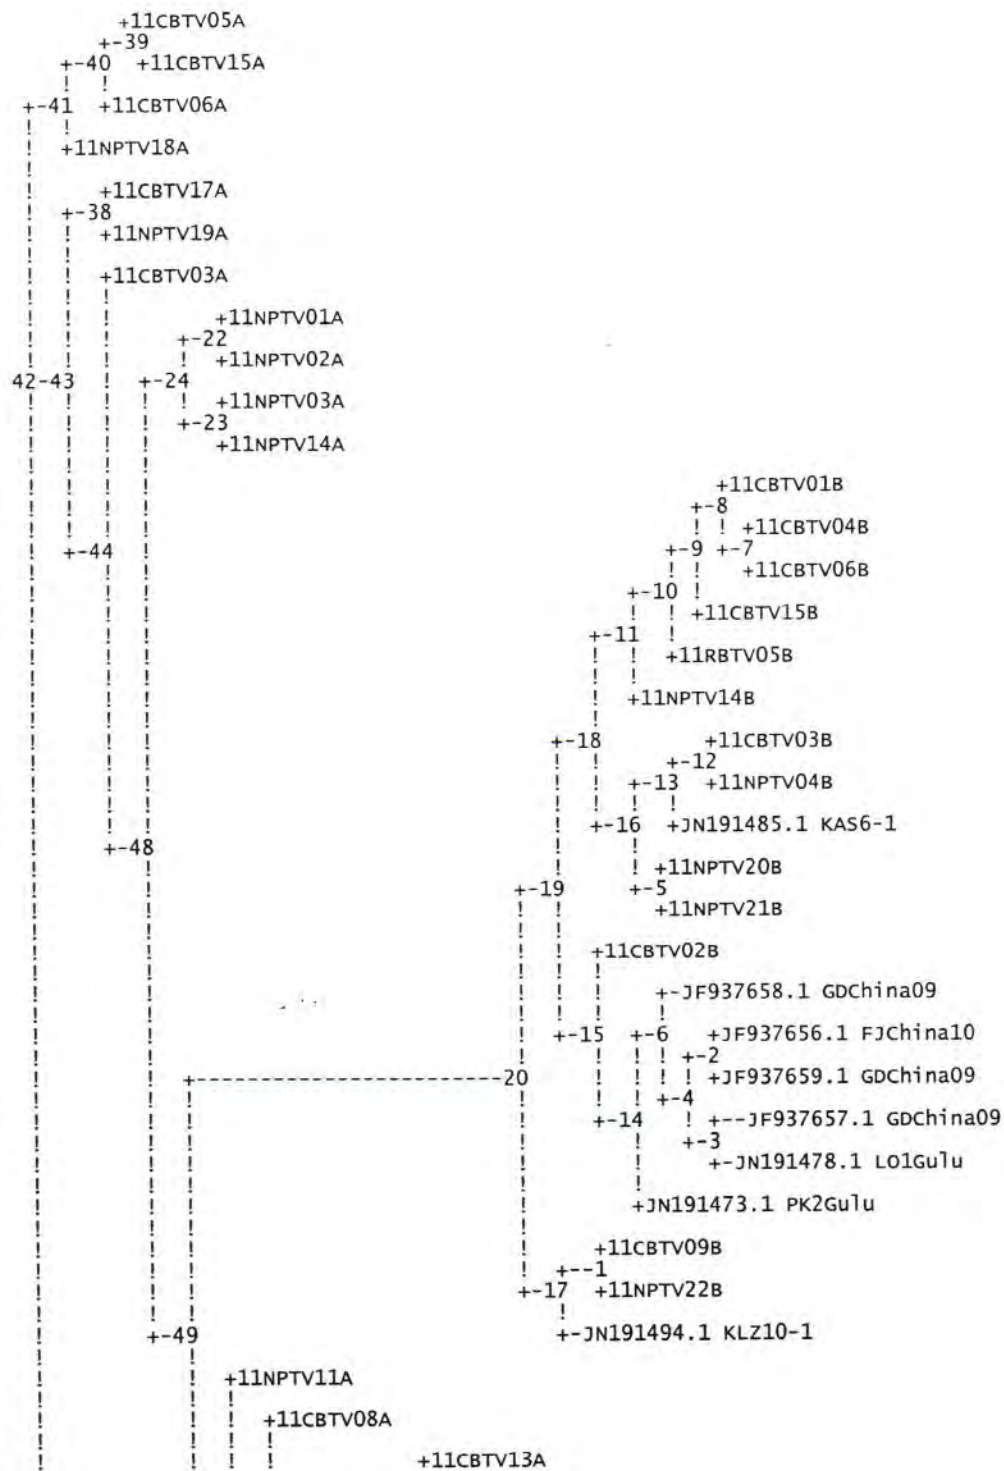 +11CBTV05A
+-39
+-40 +11CBTV15A
! !
+-41 +11CBTV06A
! !
! +11NPTV18A
!
! +11CBTV17A
! +-38
! ! +11NPTV19A
! !
! ! +11CBTV03A
! ! !
! ! ! +11NPTV01A
! ! ! +-22
! ! ! ! +11NPTV02A
42-43 ! +-24
! ! ! ! ! +11NPTV03A
! ! ! ! +-23
! ! ! ! +11NPTV14A
! ! ! !
! ! ! ! +11CBTV01B
! ! ! ! +-8
! ! ! ! ! ! +11CBTV04B
! +-44 ! +-9 +-7
! ! ! ! ! +11CBTV06B
! ! ! +-10 !
! ! ! ! ! +11CBTV15B
! ! ! +-11 !
! ! ! ! ! +11RBTV05B
! ! ! ! !
! ! ! ! +11NPTV14B
! ! ! !
! ! ! +-18 +11CBTV03B
! ! ! ! ! +-12
! ! ! ! ! +-13 +11NPTV04B
! ! ! ! ! ! !
! ! ! ! +-16 +JN191485.1 KAS6-1
! +-48 ! !
! ! ! ! +11NPTV20B
! ! +-19 +-5
! ! ! ! +11NPTV21B
! ! ! !
! ! ! ! +11CBTV02B
! ! ! ! !
! ! ! ! ! +-JF937658.1 GDChina09
! ! ! ! ! !
! ! ! +-15 +-6 +JF937656.1 FJChina10
! ! ! ! ! ! +-2
! ! +--------------------------20 ! ! ! ! +JF937659.1 GDChina09
! ! ! ! ! ! +-4
! ! ! ! +-14 ! +--JF937657.1 GDChina09
! ! ! ! ! +-3
! ! ! ! ! +-JN191478.1 LO1Gulu
! ! ! ! !
! ! ! ! +JN191473.1 PK2Gulu
! ! ! !
! ! ! ! +11CBTV09B
! ! ! ! +--1
! ! ! +-17 +11NPTV22B
! ! ! !
! +-49 +-JN191494.1 KLZ10-1
! !
! ! +11NPTV11A
! ! !
! ! ! +11CBTV08A
! ! ! !
! ! ! ! +11CBTV13A